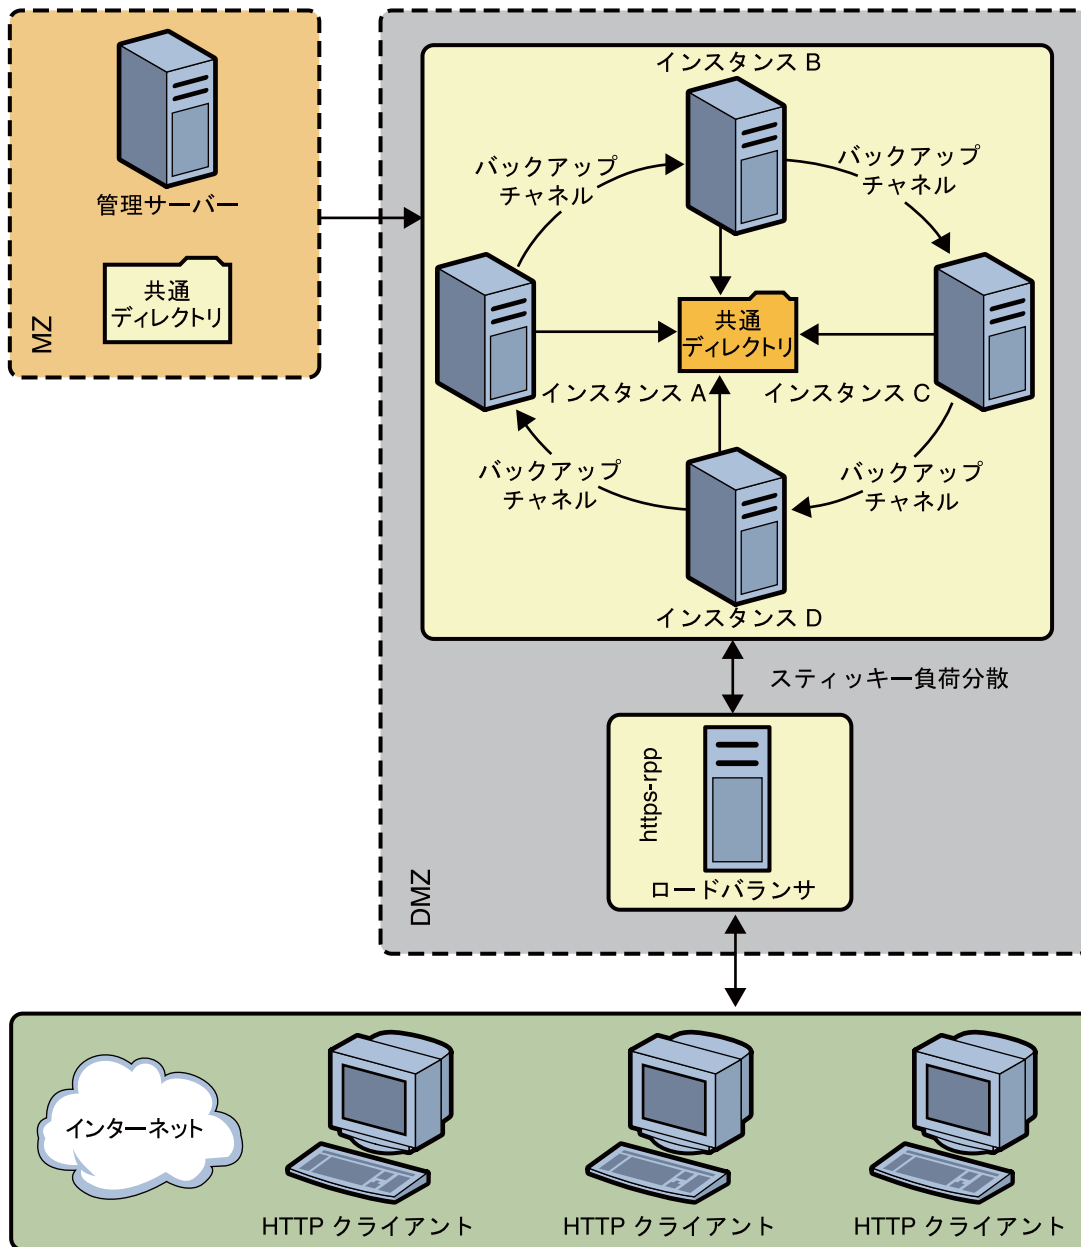 管理サーバー
共通
ディレクトリ
MZ
インスタンス B
バックアップ
チャネル
バックアップ
チャネル
共通
ディレクトリ
インスタンス A
インスタンス C
バックアップ
チャネル
バックアップ
チャネル
インスタンス D
スティッキー負荷分散
https-rpp
ロードバランサ
DMZ
インターネット
HTTP クライアント
HTTP クライアント
HTTP クライアント